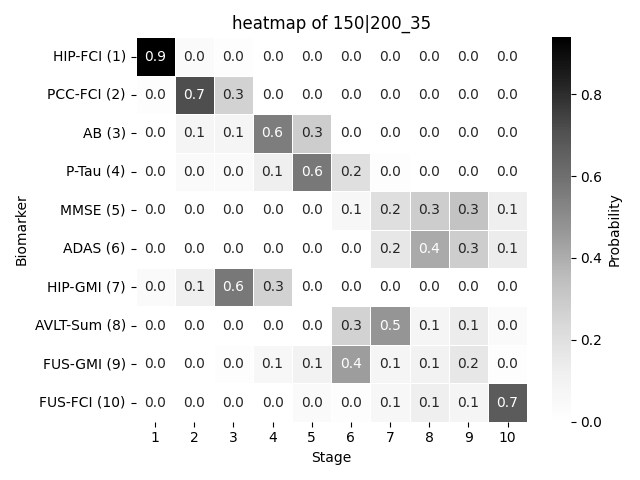 heatmap of 150|200_35
HIP-FCI (1) 0.9 0.0 0.0 0.0 0.0 0.0 0.0 0.0 0.0 0.0
PCC-FCI (2) 0.0 0.7 0.3 0.0 0.0 0.0 0.0 0.0 0.0 0.0
AB (3) 0.0 0.1 0.1 0.6 0.3 0.0 0.0 0.0 0.0 0.0
P-Tau (4) 0.0 0.0 0.0 0.1 0.6 0.2 0.0 0.0 0.0 0.0
MMSE (5) 0.0 0.0 0.0 0.0 0.0 0.1 0.2 0.3 0.3 0.1
ADAS (6) 0.0 0.0 0.0 0.0 0.0 0.0 0.2 0.4 0.3 0.1
HIP-GMI (7) 0.0 0.1 0.6 0.3 0.0 0.0 0.0 0.0 0.0 0.0
AVLT-Sum (8) 0.0 0.0 0.0 0.0 0.0 0.3 0.5 0.1 0.1 0.0
FUS-GMI (9) 0.0 0.0 0.0 0.1 0.1 0.4 0.1 0.1 0.2 0.0
FUS-FCI (10) 0.0 0.0 0.0 0.0 0.0 0.0 0.1 0.1 0.1 0.7
1 2 3 4 5 6 7 8 9 10
Stage
Biomarker
0.8
0.6
0.4
0.2
0.0
Probability